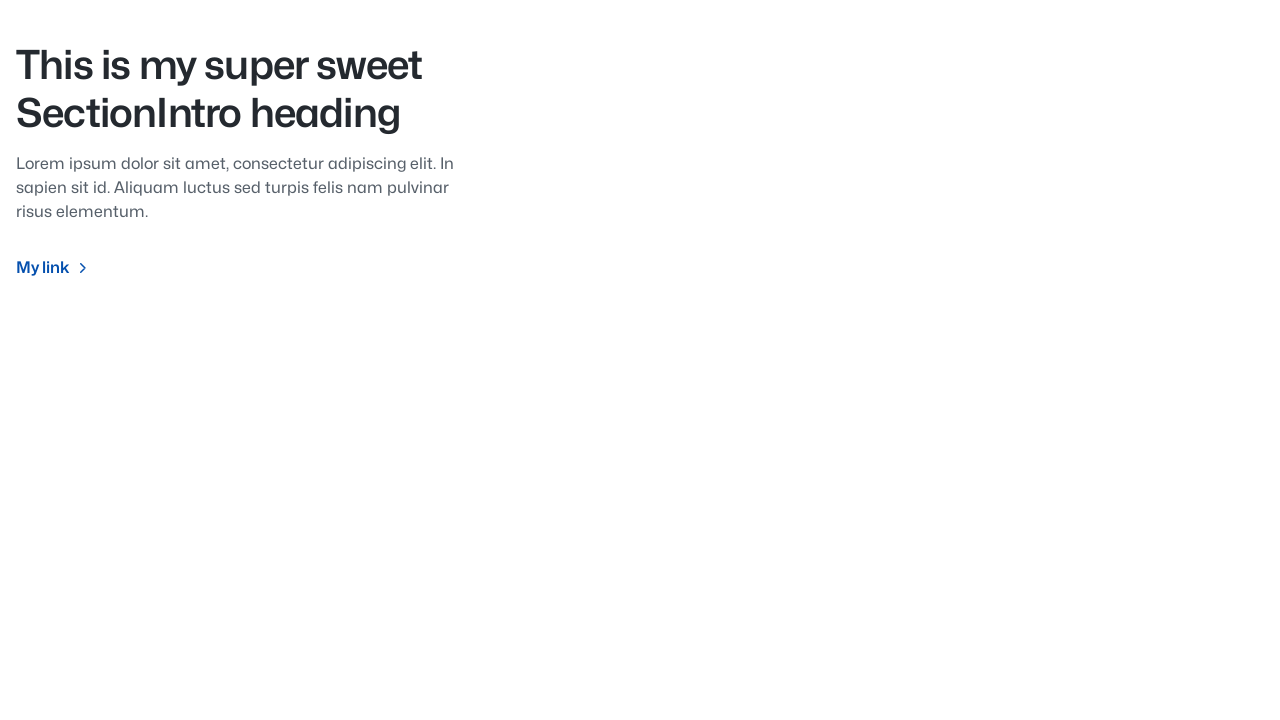 This is my super sweet
SectionIntro heading
Lorem ipsum dolor sit amet, consectetur adipiscing elit. In
sapien sit id. Aliquam luctus sed turpis felis nam pulvinar
risus elementum.
My link